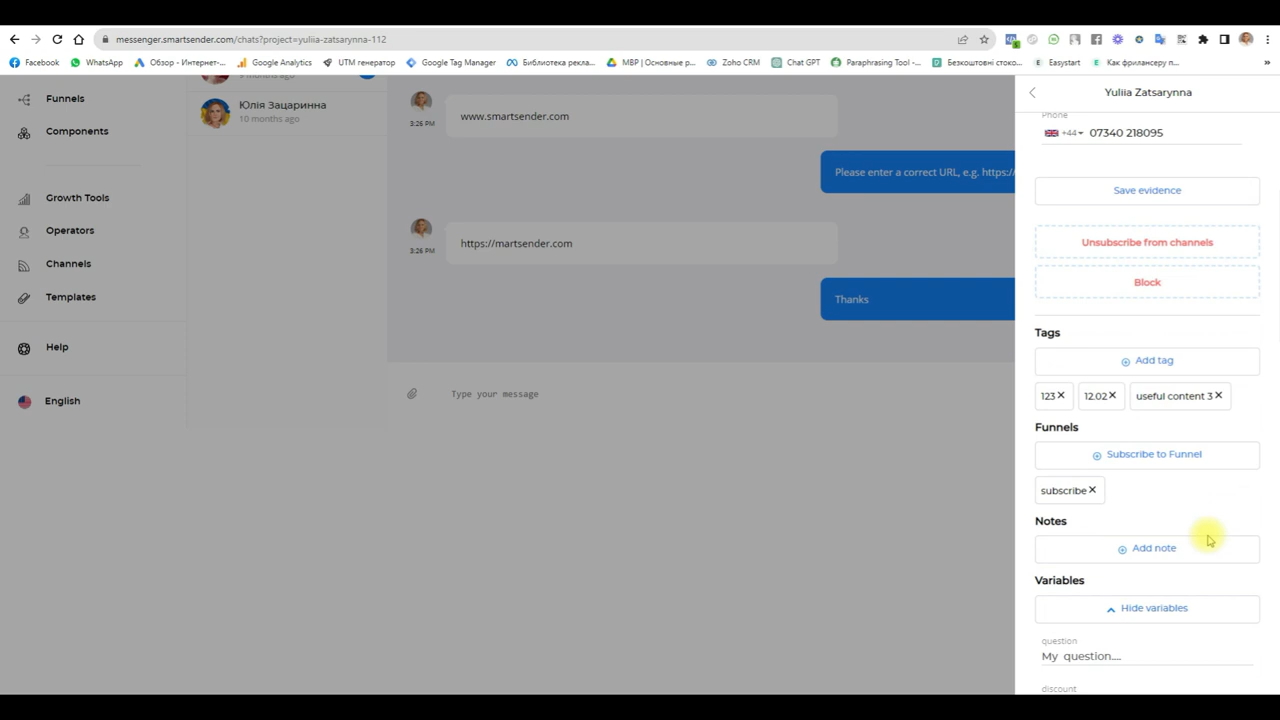 messenger.smartsender.com/chats?project=yuliia-zatsarynna-112
Facebook
WhatsApp
Обзор - Интернет-...
Google Analytics
UTM генератор
Google Tag Manager
Библиотека рекла...
МВР | Основные р...
Zoho CRM
Chat GPT
Paraphrasing Tool -...
Безкоштовні стоко...
Easystart
Как фрилансеру п...
»
Funnels
Components
Growth Tools
Operators
Channels
Templates
Help
English
9 months ago
Юлія Зацаринна
10 months ago
www.smartsender.com
3:26 PM
Please enter a correct URL, e.g. https:/
https://martsender.com
3:26 PM
Thanks
Type your message
Yuliia Zatsarynna
Phone
+44 07340 218095
Save evidence
Unsubscribe from channels
Block
Tags
Add tag
123
12.02
useful content 3
Funnels
Subscribe to Funnel
subscribe
Notes
Add note
Variables
Hide variables
question
My question....
discount